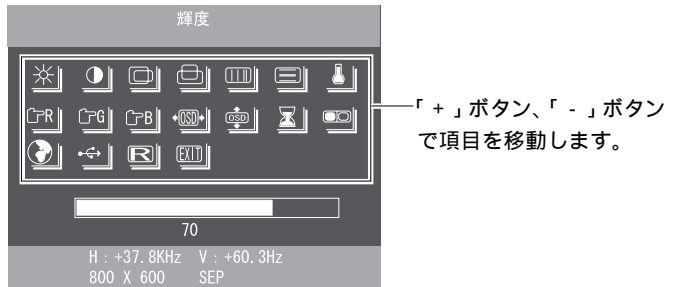 輝度
R G B OSD OSD
R EXIT
70
H : +37.8KHz V : +60.3Hz
800 X 600 SEP
「 + 」ボタン、「 - 」ボタン
で項目を移動します。